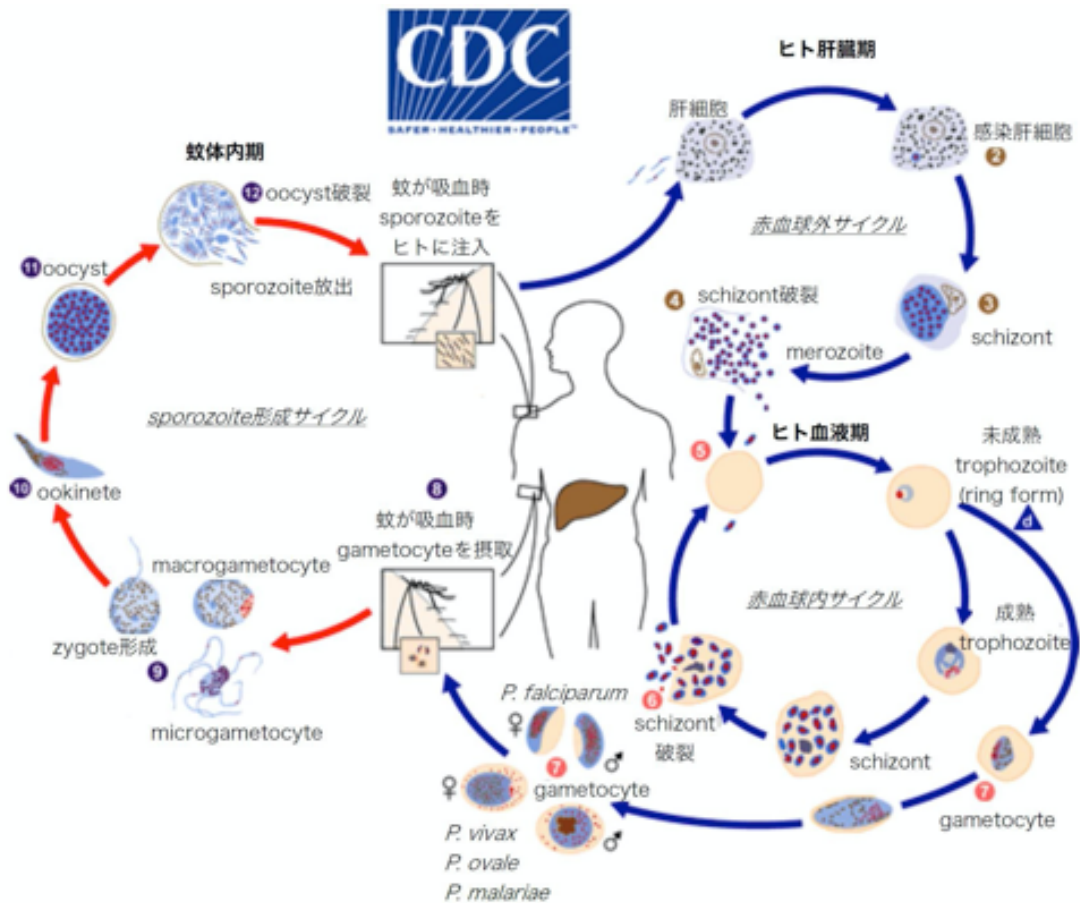 CDC
SAFER•HEALTHIER•PEOPLE™
ヒト肝臓期
肝細胞
感染肝細胞
2
赤血球外サイクル
3
schizont
4 schizont破裂
merozoite
蚊体内期
12 oocyst破裂
sporozoite放出
11 oocyst
sporozoite形成サイクル
10 ookinete
macrogametocyte
zygote形成
9
microgametocyte
蚊が吸血時
sporozoiteを
ヒトに注入
8
蚊が吸血時
gametocyteを摂取
ヒト血液期
5
未成熟
trophozoite
(ring form)
d
赤血球内サイクル
成熟
trophozoite
schizont
6
schizont
破裂
7
gametocyte
P. falciparum
♀
♂
7
gametocyte
♀
♂
P. vivax
P. ovale
P. malariae